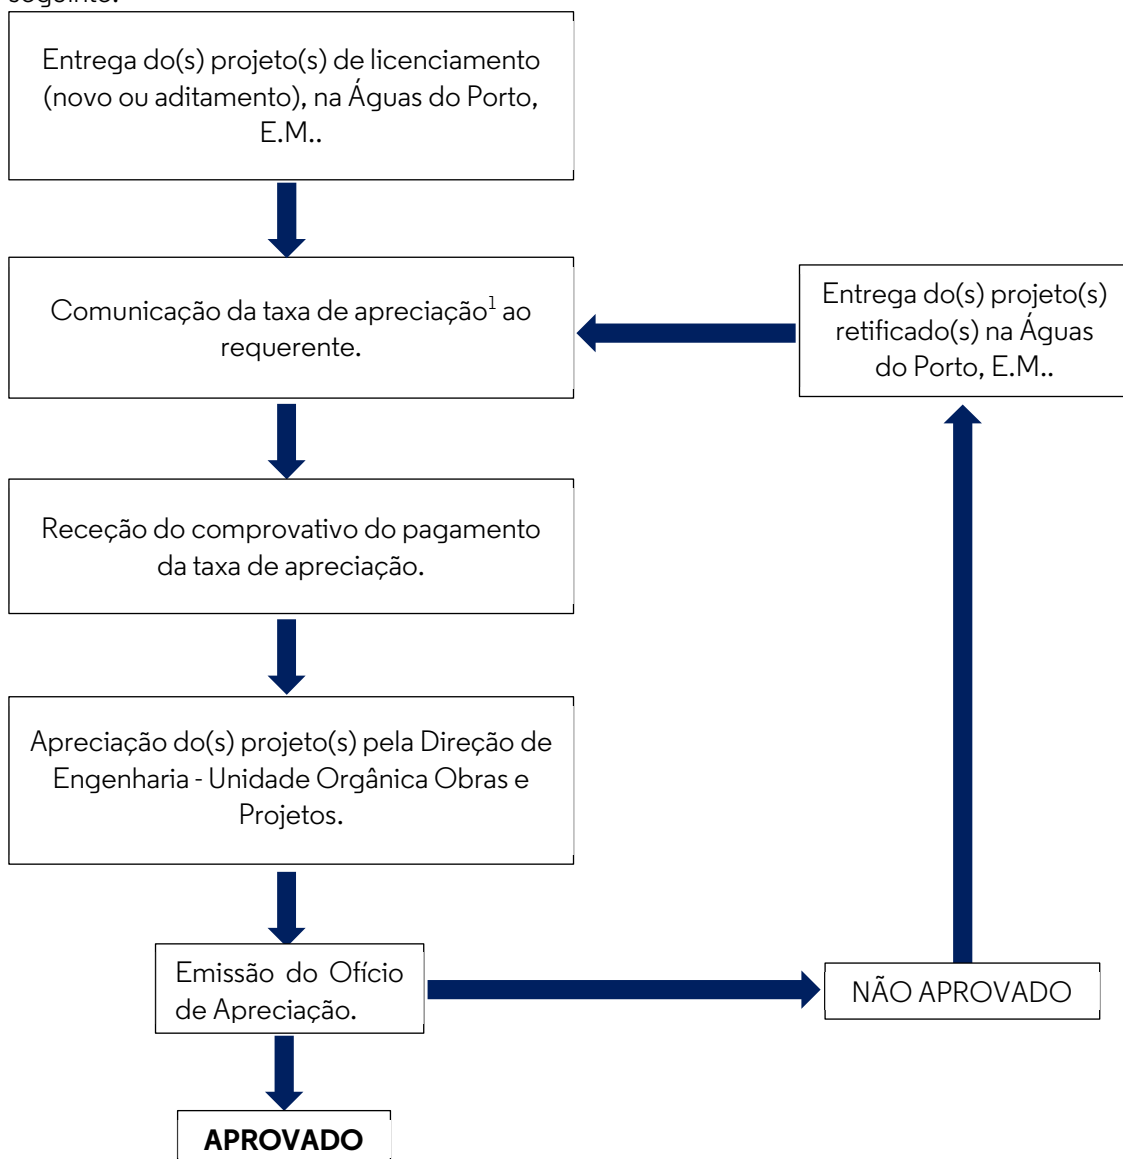 seguinte:
Entrega do(s) projeto(s) de licenciamento
(novo ou aditamento), na Águas do Porto,
E.M..
Comunicação da taxa de apreciação¹ ao
requerente.
Entrega do(s) projeto(s)
retificado(s) na Águas
do Porto, E.M..
Receção do comprovativo do pagamento
da taxa de apreciação.
Apreciação do(s) projeto(s) pela Direção de
Engenharia - Unidade Orgânica Obras e
Projetos.
Emissão do Ofício
de Apreciação.
NÃO APROVADO
APROVADO